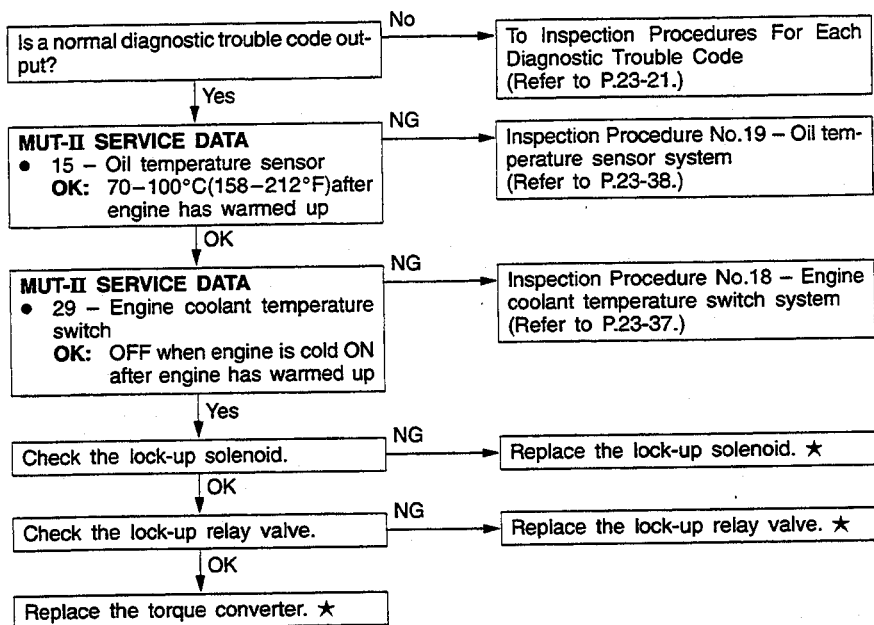 Is a normal diagnostic trouble code out-
put?
No
To Inspection Procedures For Each
Diagnostic Trouble Code
(Refer to P.23-21.)
Yes
MUT-II SERVICE DATA
● 15 – Oil temperature sensor
OK: 70–100°C(158–212°F)after
engine has warmed up
NG
Inspection Procedure No.19 – Oil tem-
perature sensor system
(Refer to P.23-38.)
OK
MUT-II SERVICE DATA
● 29 – Engine coolant temperature
switch
OK: OFF when engine is cold ON
after engine has warmed up
NG
Inspection Procedure No.18 – Engine
coolant temperature switch system
(Refer to P.23-37.)
Yes
Check the lock-up solenoid.
NG
Replace the lock-up solenoid. ★
OK
Check the lock-up relay valve.
NG
Replace the lock-up relay valve. ★
OK
Replace the torque converter. ★